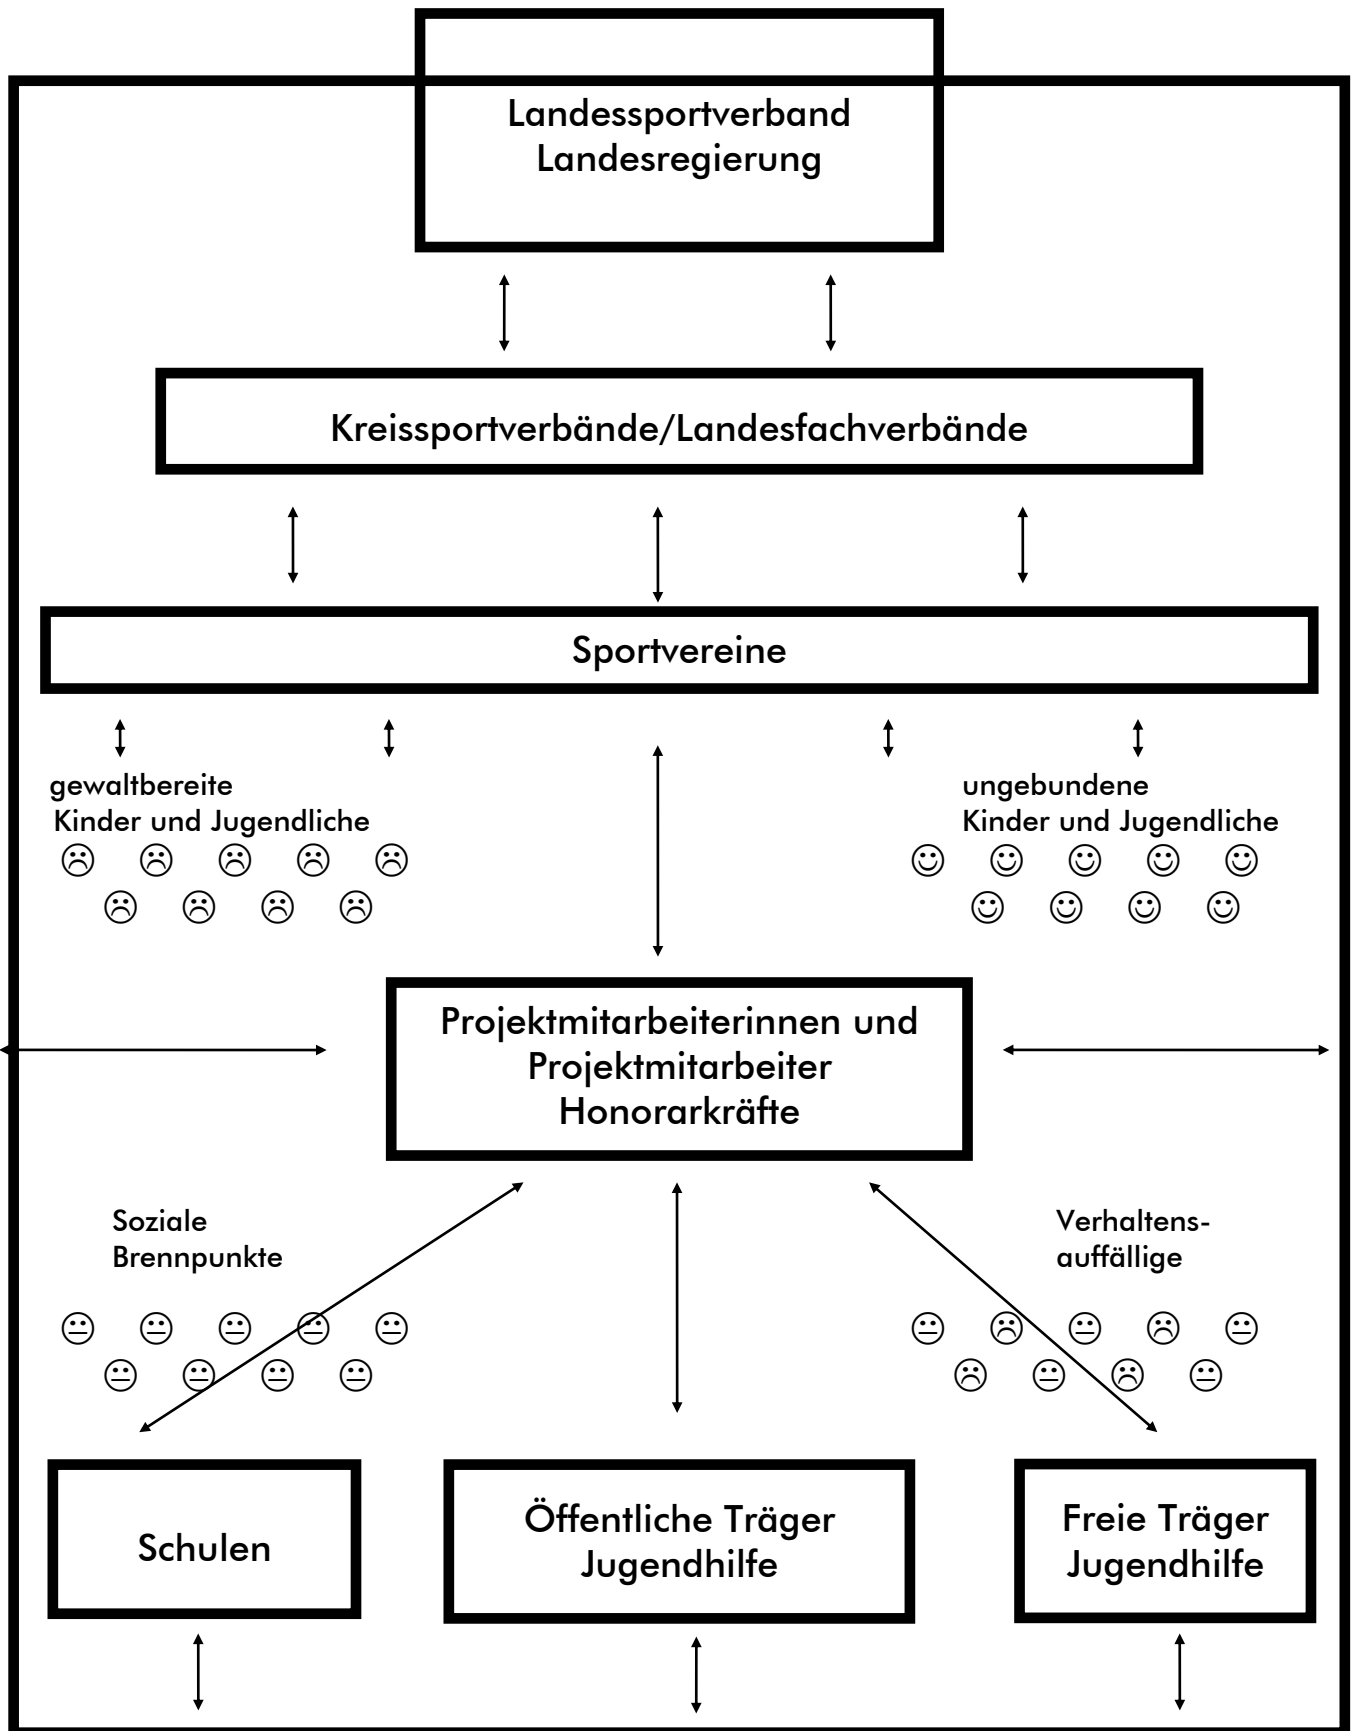 Landessportverband
Landesregierung
Kreissportverbände/Landesfachverbände
Sportvereine
gewaltbereite
Kinder und Jugendliche
ungebundene
Kinder und Jugendliche
Projektmitarbeiterinnen und
Projektmitarbeiter
Honorarkräfte
Soziale
Brennpunkte
Verhaltens-
auffällige
Schulen
Öffentliche Träger
Jugendhilfe
Freie Träger
Jugendhilfe